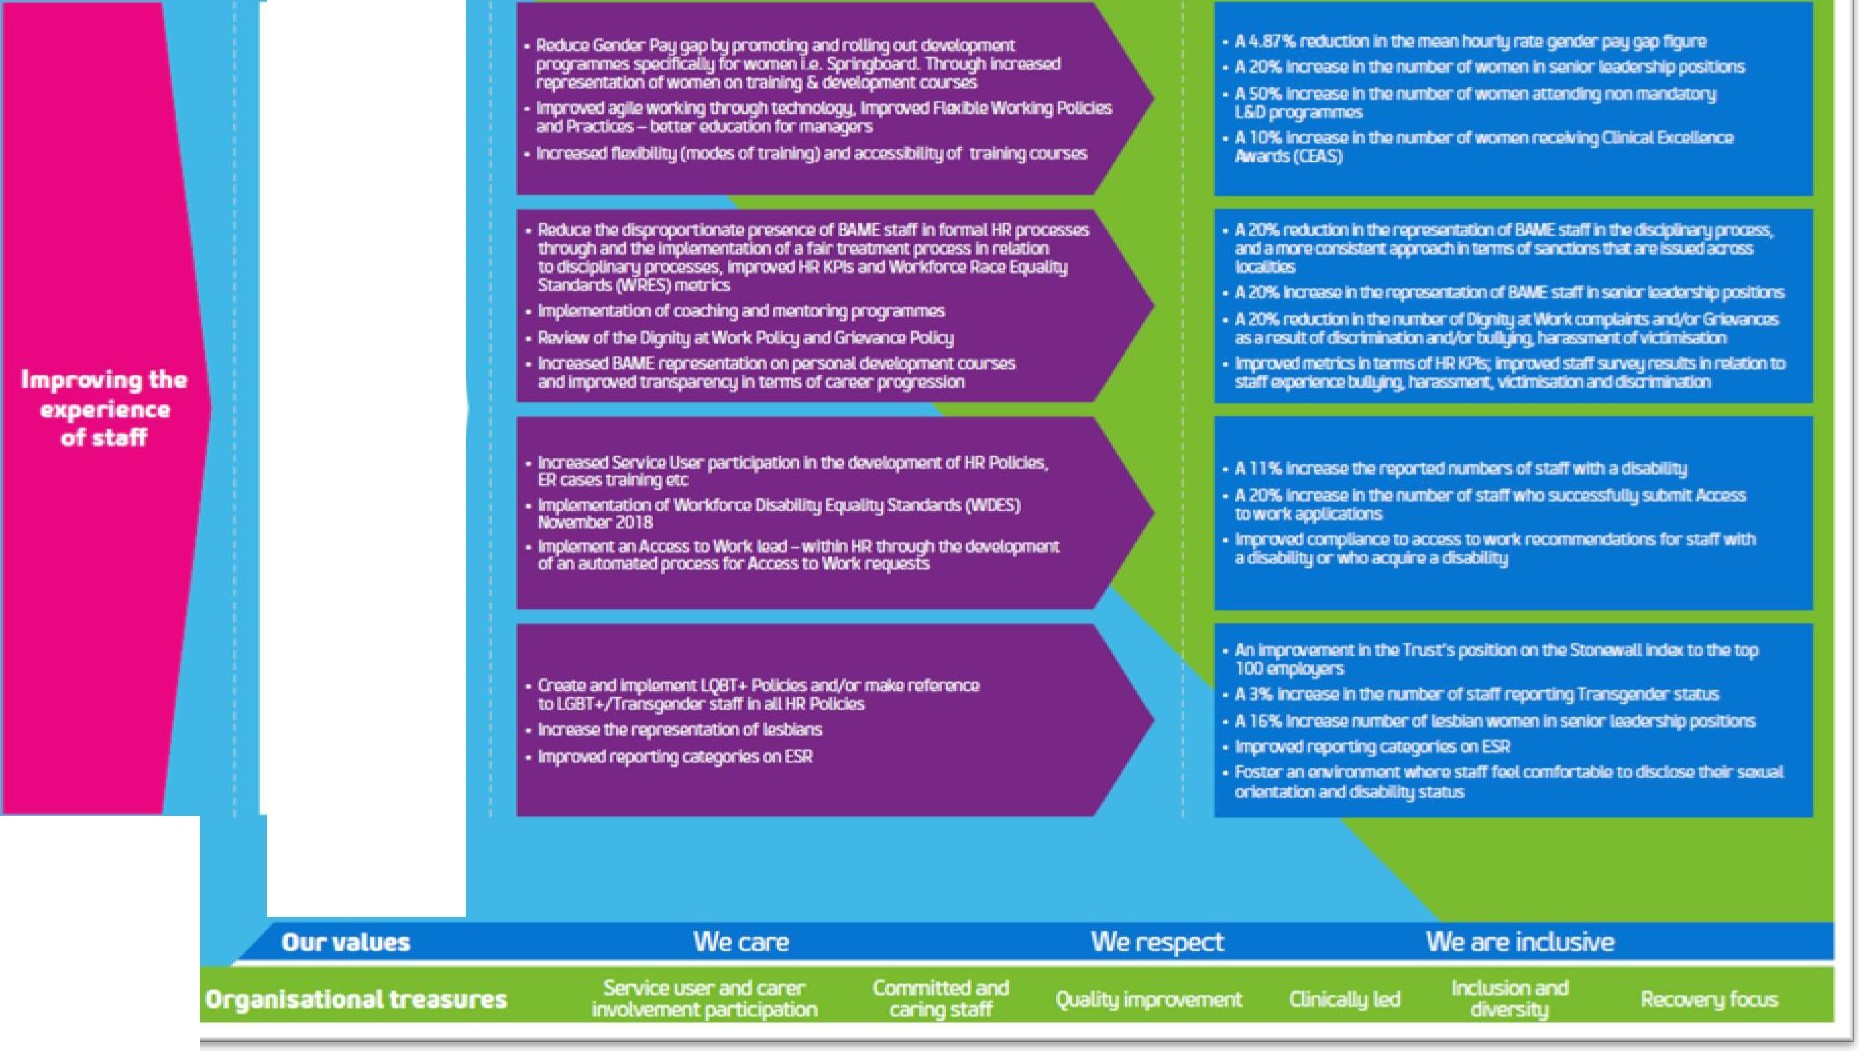 Improving the
experience
of staff
• Reduce Gender Pay gap by promoting and rolling out development
programmes specifically for women i.e. Springboard. Through increased
representation of women on training & development courses
• Improved agile working through technology, Improved Flexible Working Policies
and Practices – better education for managers
• Increased flexibility (modes of training) and accessibility of training courses
• A 4.87% reduction in the mean hourly rate gender pay gap figure
• A 20% increase in the number of women in senior leadership positions
• A 50% increase in the number of women attending non mandatory
L&D programmes
• A 10% increase in the number of women receiving Clinical Excellence
Awards (CEAS)
• Reduce the disproportionate presence of BAME staff in formal HR processes
through and the implementation of a fair treatment process in relation
to disciplinary processes, improved HR KPIs and Workforce Race Equality
Standards (WRES) metrics
• Implementation of coaching and mentoring programmes
• Review of the Dignity at Work Policy and Grievance Policy
• Increased BAME representation on personal development courses
and improved transparency in terms of career progression
• A 20% reduction in the representation of BAME staff in the disciplinary process,
and a more consistent approach in terms of sanctions that are issued across
localities
• A 20% Increase in the representation of BAME staff in senior leadership positions
• A 20% reduction in the number of Dignity at Work complaints and/or Grievances
as a result of discrimination and/or bullying, harassment of victimisation
• Improved metrics in terms of HR KPIs; improved staff survey results in relation to
staff experience bullying, harassment, victimisation and discrimination
• Increased Service User participation in the development of HR Policies,
ER cases training etc
• Implementation of Workforce Disability Equality Standards (WDES)
November 2018
• Implement an Access to Work lead – within HR through the development
of an automated process for Access to Work requests
• A 11% increase the reported numbers of staff with a disability
• A 20% increase in the number of staff who successfully submit Access
to work applications
• Improved compliance to access to work recommendations for staff with
a disability or who acquire a disability
• Create and implement LQBT+ Policies and/or make reference
to LGBT+/Transgender staff in all HR Policies
• Increase the representation of lesbians
• Improved reporting categories on ESR
• An improvement in the Trust's position on the Stonewall index to the top
100 employers
• A 3% increase in the number of staff reporting Transgender status
• A 16% Increase number of lesbian women in senior leadership positions
• Improved reporting categories on ESR
• Foster an environment where staff feel comfortable to disclose their sexual
orientation and disability status
Our values We care We respect We are inclusive
Organisational treasures
Service user and carer
involvement participation
Committed and
caring staff
Quality improvement
Clinically led
Inclusion and
diversity
Recovery focus